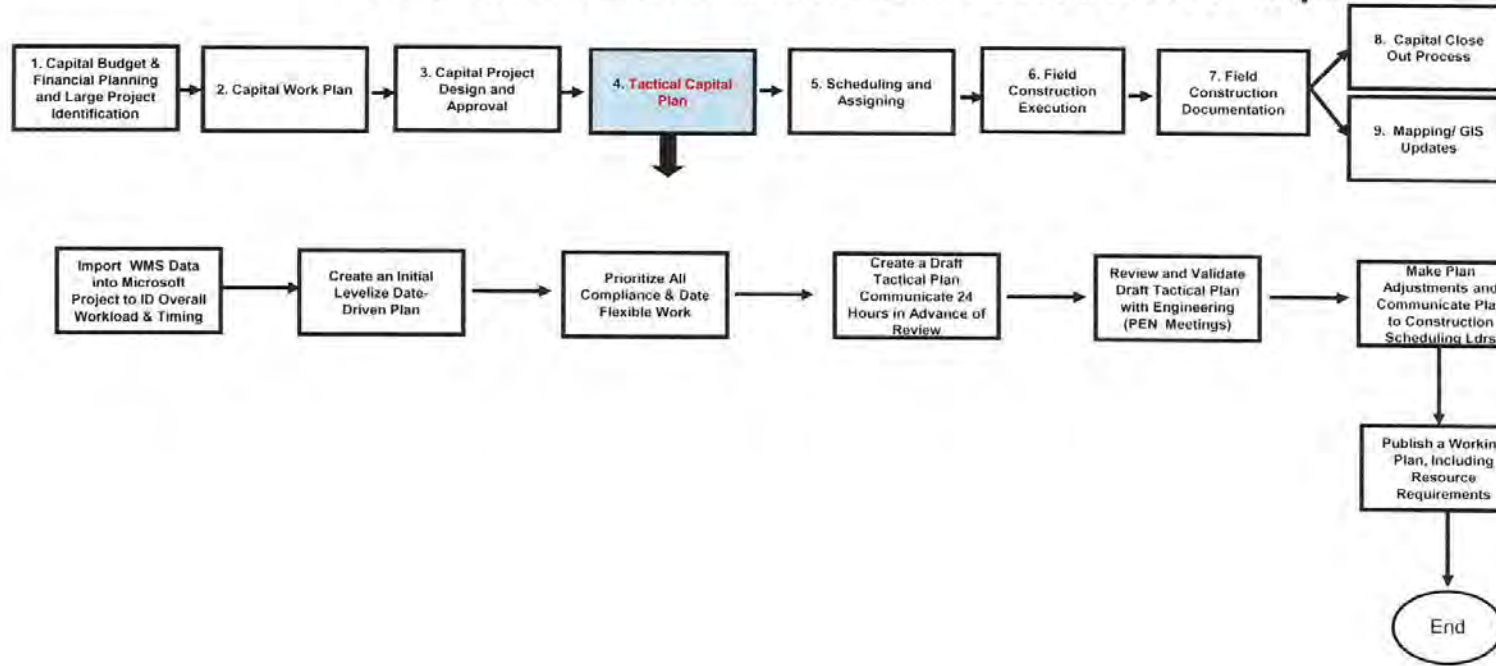 1. Capital Budget &
Financial Planning
and Large Project
Identification
2. Capital Work Plan
3. Capital Project
Design and
Approval
4. Tactical Capital
Plan
5. Scheduling and
Assigning
6. Field
Construction
Execution
7. Field
Construction
Documentation
8. Capital Close
Out Process
9. Mapping/ GIS
Updates
Import WMS Data
into Microsoft
Project to ID Overall
Workload & Timing
Create an Initial
Levelize Date-
Driven Plan
Prioritize All
Compliance & Date
Flexible Work
Create a Draft
Tactical Plan
Communicate 24
Hours in Advance of
Review
Review and Validate
Draft Tactical Plan
with Engineering
(PEN Meetings)
Make Plan
Adjustments and
Communicate Pla
to Construction
Scheduling Ldrs
Publish a Workin
Plan, Including
Resource
Requirements
End